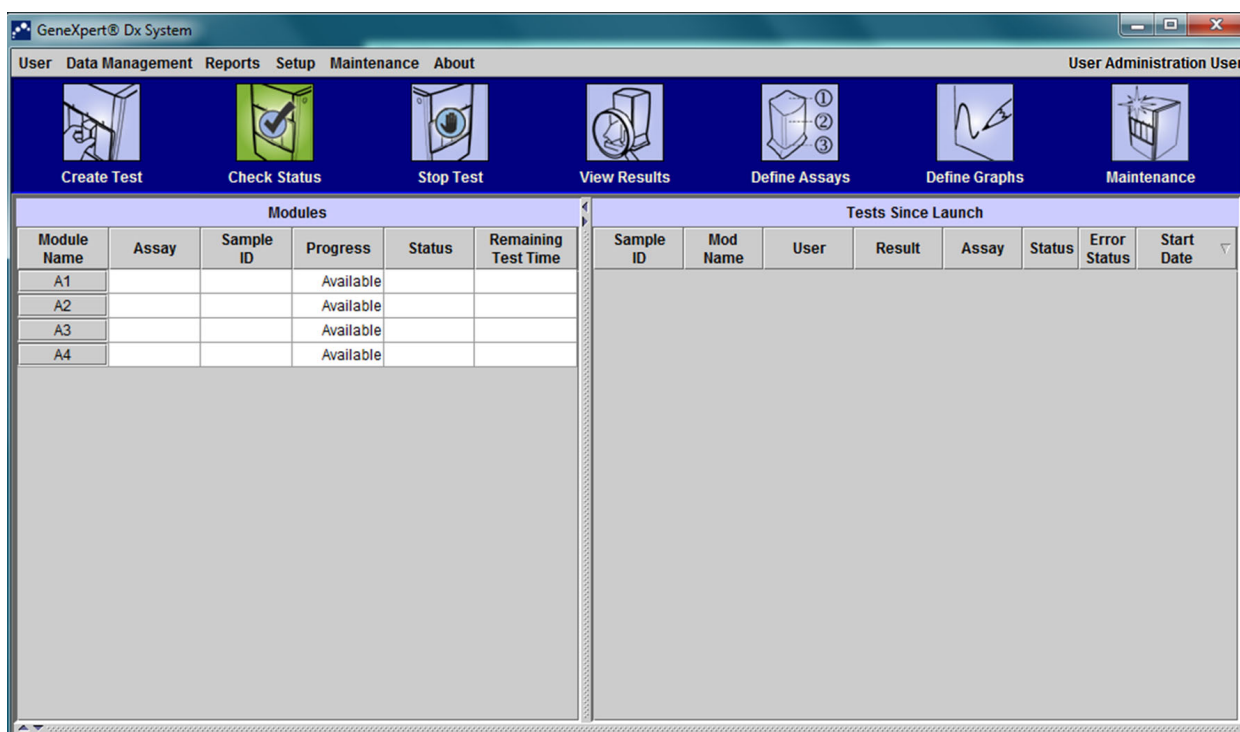 GeneXpert® Dx System
User Data Management Reports Setup Maintenance About User Administration User
Create Test Check Status Stop Test View Results Define Assays Define Graphs Maintenance
①
②
③
Modules
Tests Since Launch
Module Name Assay Sample ID Progress Status Remaining Test Time
Sample ID Mod Name User Result Assay Status Error Status Start Date
A1 Available
A2 Available
A3 Available
A4 Available